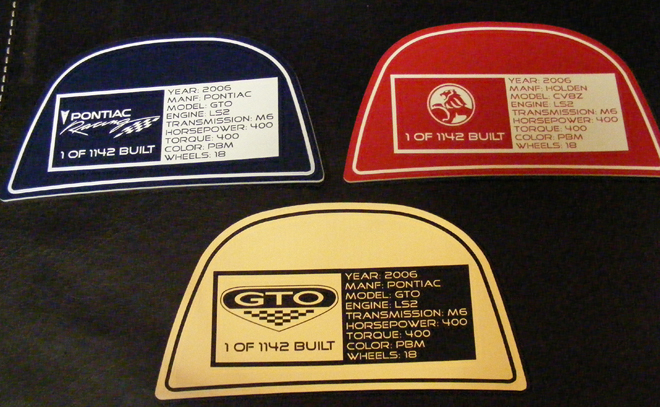 PONTIAC
Racing
1 OF 1142 BUILT
YEAR: 2006
MANF: PONTIAC
MODEL: GTO
ENGINE: LS2
TRANSMISSION: M6
HORSEPOWER: 400
TORQUE: 400
COLOR: PBM
WHEELS: 18
1 OF 1142 BUILT
YEAR: 2006
MANF: HOLDEN
MODEL: CV8Z
ENGINE: LS2
TRANSMISSION: M6
HORSEPOWER: 400
TORQUE: 400
COLOR: PBM
WHEELS: 18
GTO
1 OF 1142 BUILT
YEAR: 2006
MANF: PONTIAC
MODEL: GTO
ENGINE: LS2
TRANSMISSION: M6
HORSEPOWER: 400
TORQUE: 400
COLOR: PBM
WHEELS: 18